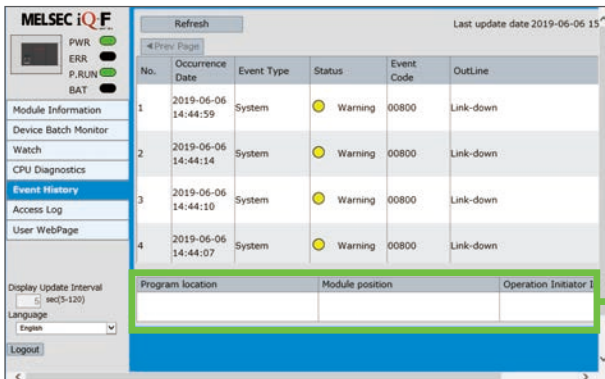 MELSEC iQ-F
PWR
ERR
P.RUN
BAT
Module Information
Device Batch Monitor
Watch
CPU Diagnostics
Event History
Access Log
User WebPage
Display Update Interval
5 sec(5-120)
Language
English
Logout
Refresh
Last update date 2019-06-06 15
◄Prev Page
No. Occurrence Date Event Type Status Event Code OutLine
1 2019-06-06 14:44:59 System Warning 00800 Link-down
2 2019-06-06 14:44:14 System Warning 00800 Link-down
3 2019-06-06 14:44:10 System Warning 00800 Link-down
4 2019-06-06 14:44:07 System Warning 00800 Link-down
Program location Module position Operation Initiator I